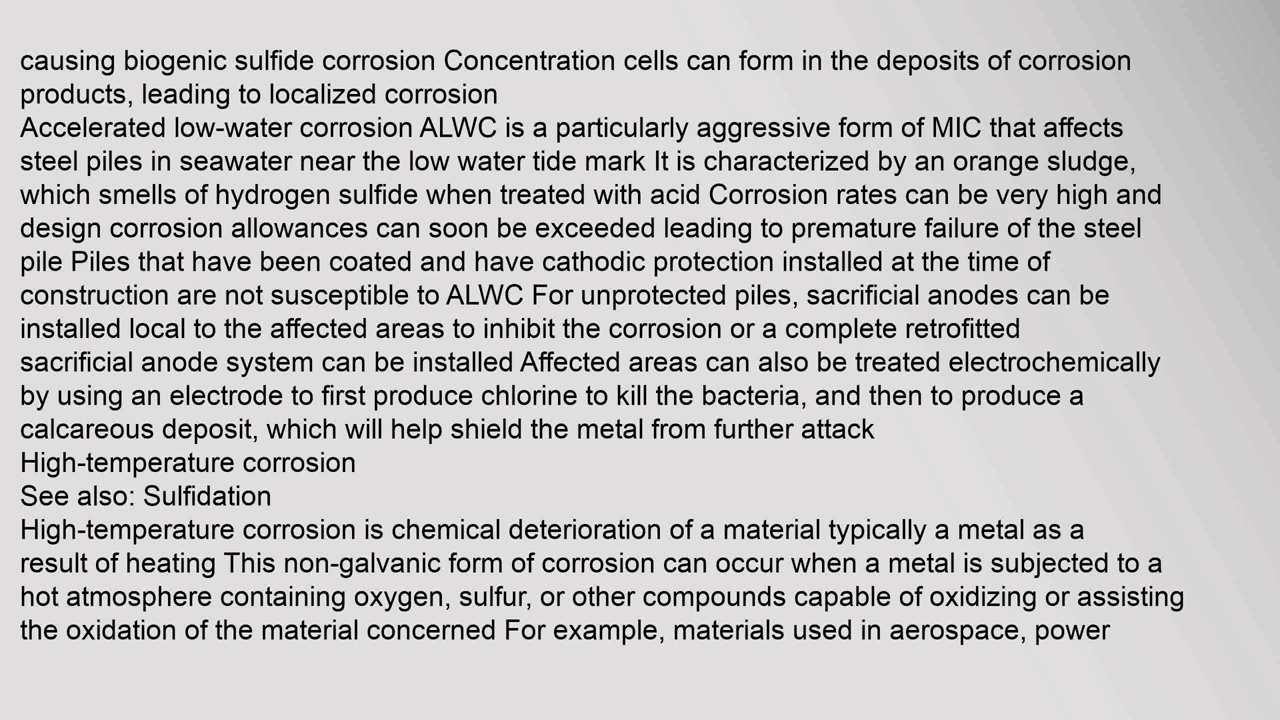 causing biogenic sulfide corrosion Concentration cells can form in the deposits of corrosion
products, leading to localized corrosion
Accelerated low-water corrosion ALWC is a particularly aggressive form of MIC that affects
steel piles in seawater near the low water tide mark It is characterized by an orange sludge,
which smells of hydrogen sulfide when treated with acid Corrosion rates can be very high and
design corrosion allowances can soon be exceeded leading to premature failure of the steel
pile Piles that have been coated and have cathodic protection installed at the time of
construction are not susceptible to ALWC For unprotected piles, sacrificial anodes can be
installed local to the affected areas to inhibit the corrosion or a complete retrofitted
sacrificial anode system can be installed Affected areas can also be treated electrochemically
by using an electrode to first produce chlorine to kill the bacteria, and then to produce a
calcareous deposit, which will help shield the metal from further attack
High-temperature corrosion
See also: Sulfidation
High-temperature corrosion is chemical deterioration of a material typically a metal as a
result of heating This non-galvanic form of corrosion can occur when a metal is subjected to a
hot atmosphere containing oxygen, sulfur, or other compounds capable of oxidizing or assisting
the oxidation of the material concerned For example, materials used in aerospace, power